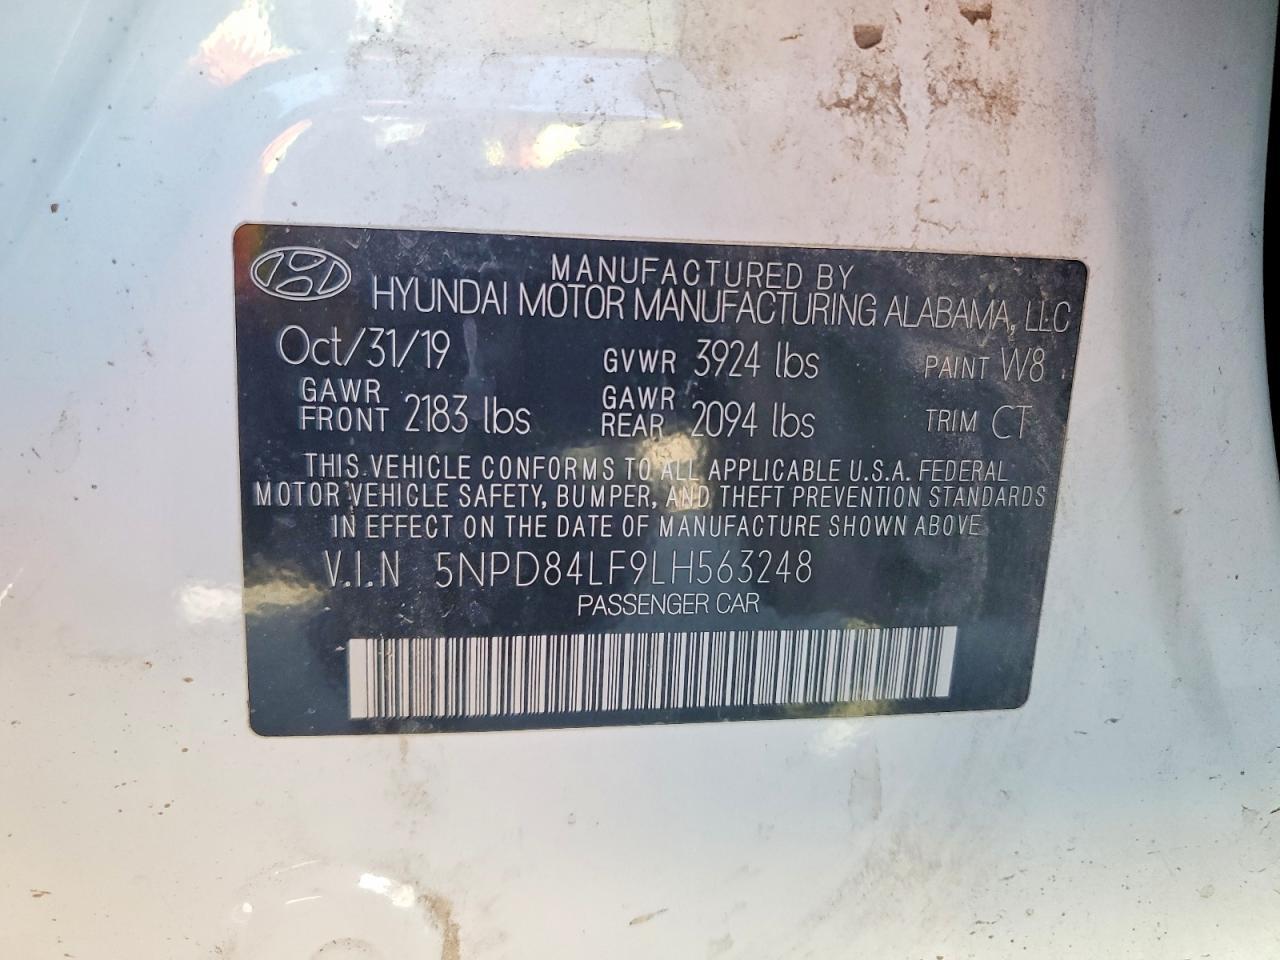 MANUFACTURED BY
HYUNDAI MOTOR MANUFACTURING ALABAMA, LLC
Oct/31/19 GVWR 3924 lbs PAINT W8
GAWR FRONT 2183 lbs GAWR REAR 2094 lbs TRIM CT
THIS VEHICLE CONFORMS TO ALL APPLICABLE U.S.A. FEDERAL
MOTOR VEHICLE SAFETY, BUMPER, AND THEFT PREVENTION STANDARDS
IN EFFECT ON THE DATE OF MANUFACTURE SHOWN ABOVE
V.I.N 5NPD84LF9LH563248
PASSENGER CAR